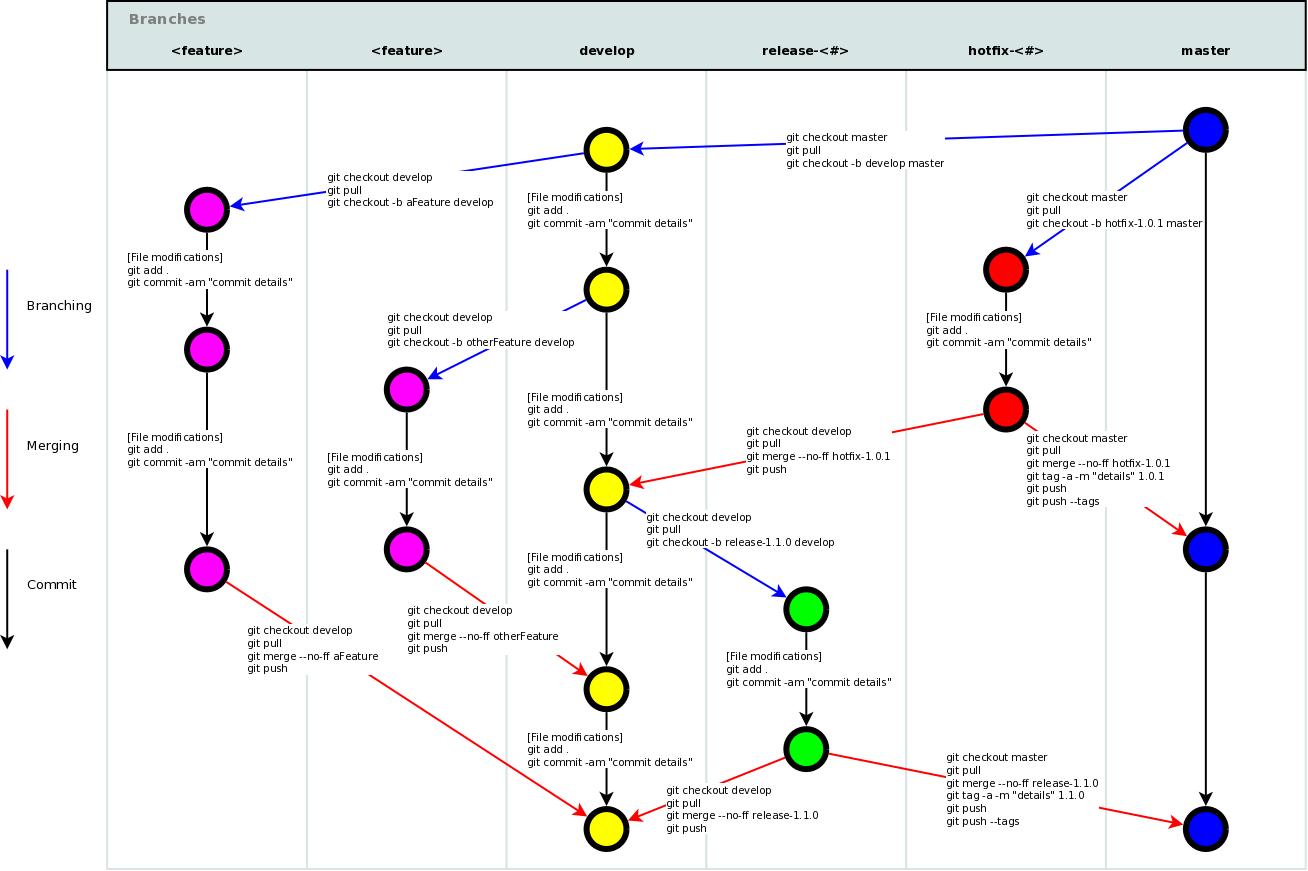 Branches
<feature>
<feature>
develop
release-<#>
hotfix-<#>
master
git checkout master
git pull
git checkout -b develop master
git checkout develop
git pull
git checkout -b aFeature develop
[File modifications]
git add .
git commit -am "commit details"
git checkout master
git pull
git checkout -b hotfix-1.0.1 master
[File modifications]
git add .
git commit -am "commit details"
Branching
git checkout develop
git pull
git checkout -b otherFeature develop
[File modifications]
git add .
git commit -am "commit details"
[File modifications]
git add .
git commit -am "commit details"
Merging
[File modifications]
git add .
git commit -am "commit details"
[File modifications]
git add .
git commit -am "commit details"
git checkout develop
git pull
git merge --no-ff hotfix-1.0.1
git push
git checkout master
git pull
git merge --no-ff hotfix-1.0.1
git tag -a -m "details" 1.0.1
git push
git push --tags
git checkout develop
git pull
git checkout -b release-1.1.0 develop
[File modifications]
git add .
git commit -am "commit details"
Commit
git checkout develop
git pull
git merge --no-ff aFeature
git push
git checkout develop
git pull
git merge --no-ff otherFeature
git push
[File modifications]
git add .
git commit -am "commit details"
[File modifications]
git add .
git commit -am "commit details"
git checkout develop
git pull
git merge --no-ff release-1.1.0
git push
git checkout master
git pull
git merge --no-ff release-1.1.0
git tag -a -m "details" 1.1.0
git push
git push --tags